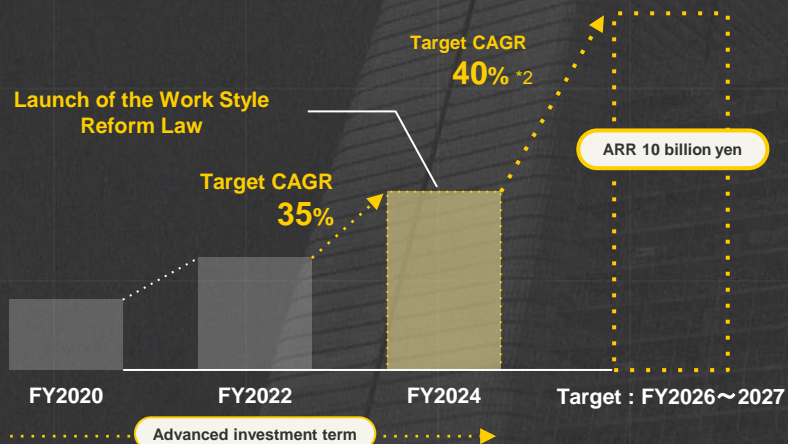 Target CAGR
40% *2
Launch of the Work Style
Reform Law
ARR 10 billion yen
Target CAGR
35%
FY2020
FY2022
FY2024
Target : FY2026～2027
Advanced investment term